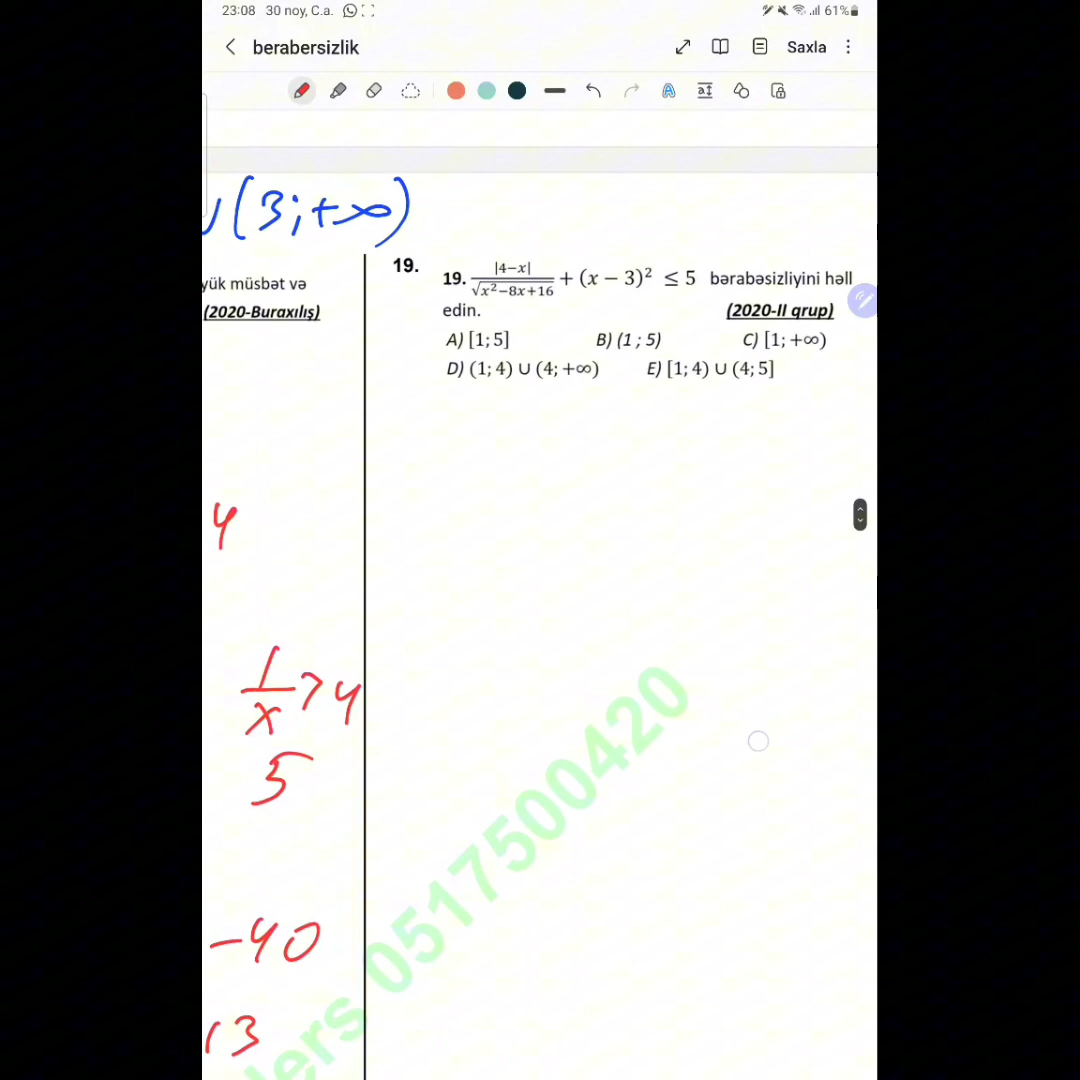 23:08 30 noy, C.a. 61%
berabersizlik Saxla
∪(3;+∞)
yük müsbət və
(2020-Buraxılış)
19.
19. |4−x|/√x²−8x+16 + (x − 3)² ≤ 5 bərabəsizliyini həll
edin. (2020-II qrup)
A) [1; 5] B) (1 ; 5) C) [1; +∞)
D) (1; 4) ∪ (4; +∞) E) [1; 4) ∪ (4; 5]
4
1/x > 4
5
-40
13
ders 0517500420